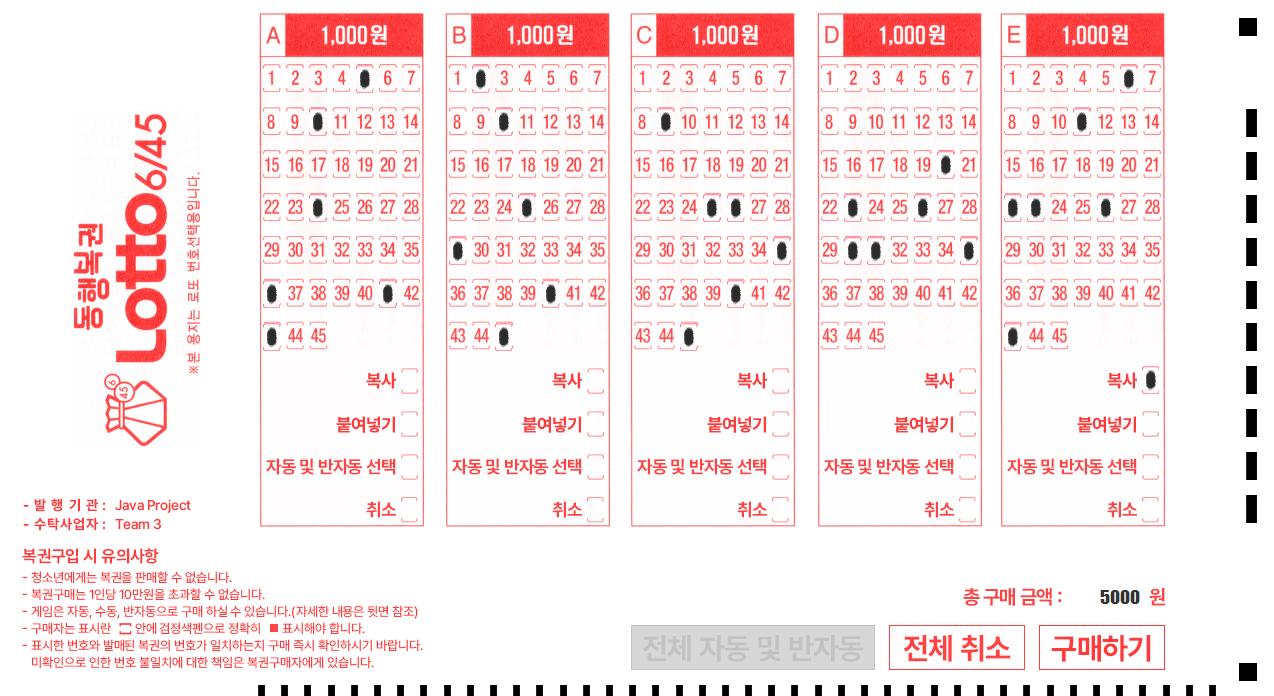 동행복권
Lotto6/45
※본 용지는 로또 번호선택용입니다.
6
45
- 발 행 기 관 : Java Project
- 수탁사업자 : Team 3
복권구입 시 유의사항
- 청소년에게는 복권을 판매할 수 없습니다.
- 복권구매는 1인당 10만원을 초과할 수 없습니다.
- 게임은 자동, 수동, 반자동으로 구매 하실 수 있습니다.(자세한 내용은 뒷면 참조)
- 구매자는 표시란 안에 검정색펜으로 정확히 ■ 표시해야 합니다.
- 표시한 번호와 발매된 복권의 번호가 일치하는지 구매 즉시 확인하시기 바랍니다.
미확인으로 인한 번호 불일치에 대한 책임은 복권구매자에게 있습니다.
A 1,000원
1 2 3 4 6 7
8 9 11 12 13 14
15 16 17 18 19 20 21
22 23 25 26 27 28
29 30 31 32 33 34 35
37 38 39 40 42
44 45
복사
붙여넣기
자동 및 반자동 선택
취소
B 1,000원
1 3 4 5 6 7
8 9 11 12 13 14
15 16 17 18 19 20 21
22 23 24 26 27 28
30 31 32 33 34 35
36 37 38 39 41 42
43 44
복사
붙여넣기
자동 및 반자동 선택
취소
C 1,000원
1 2 3 4 5 6 7
8 10 11 12 13 14
15 16 17 18 19 20 21
22 23 24 27 28
29 30 31 32 33 34
36 37 38 39 41 42
43 44
복사
붙여넣기
자동 및 반자동 선택
취소
D 1,000원
1 2 3 4 5 6 7
8 9 10 11 12 13 14
15 16 17 18 19 21
22 24 25 27 28
29 32 33 34
36 37 38 39 40 41 42
43 44 45
복사
붙여넣기
자동 및 반자동 선택
취소
E 1,000원
1 2 3 4 5 7
8 9 10 12 13 14
15 16 17 18 19 20 21
24 25 27 28
29 30 31 32 33 34 35
36 37 38 39 40 41 42
44 45
복사
붙여넣기
자동 및 반자동 선택
취소
총 구매 금액 : 5000 원
전체 자동 및 반자동
전체 취소
구매하기